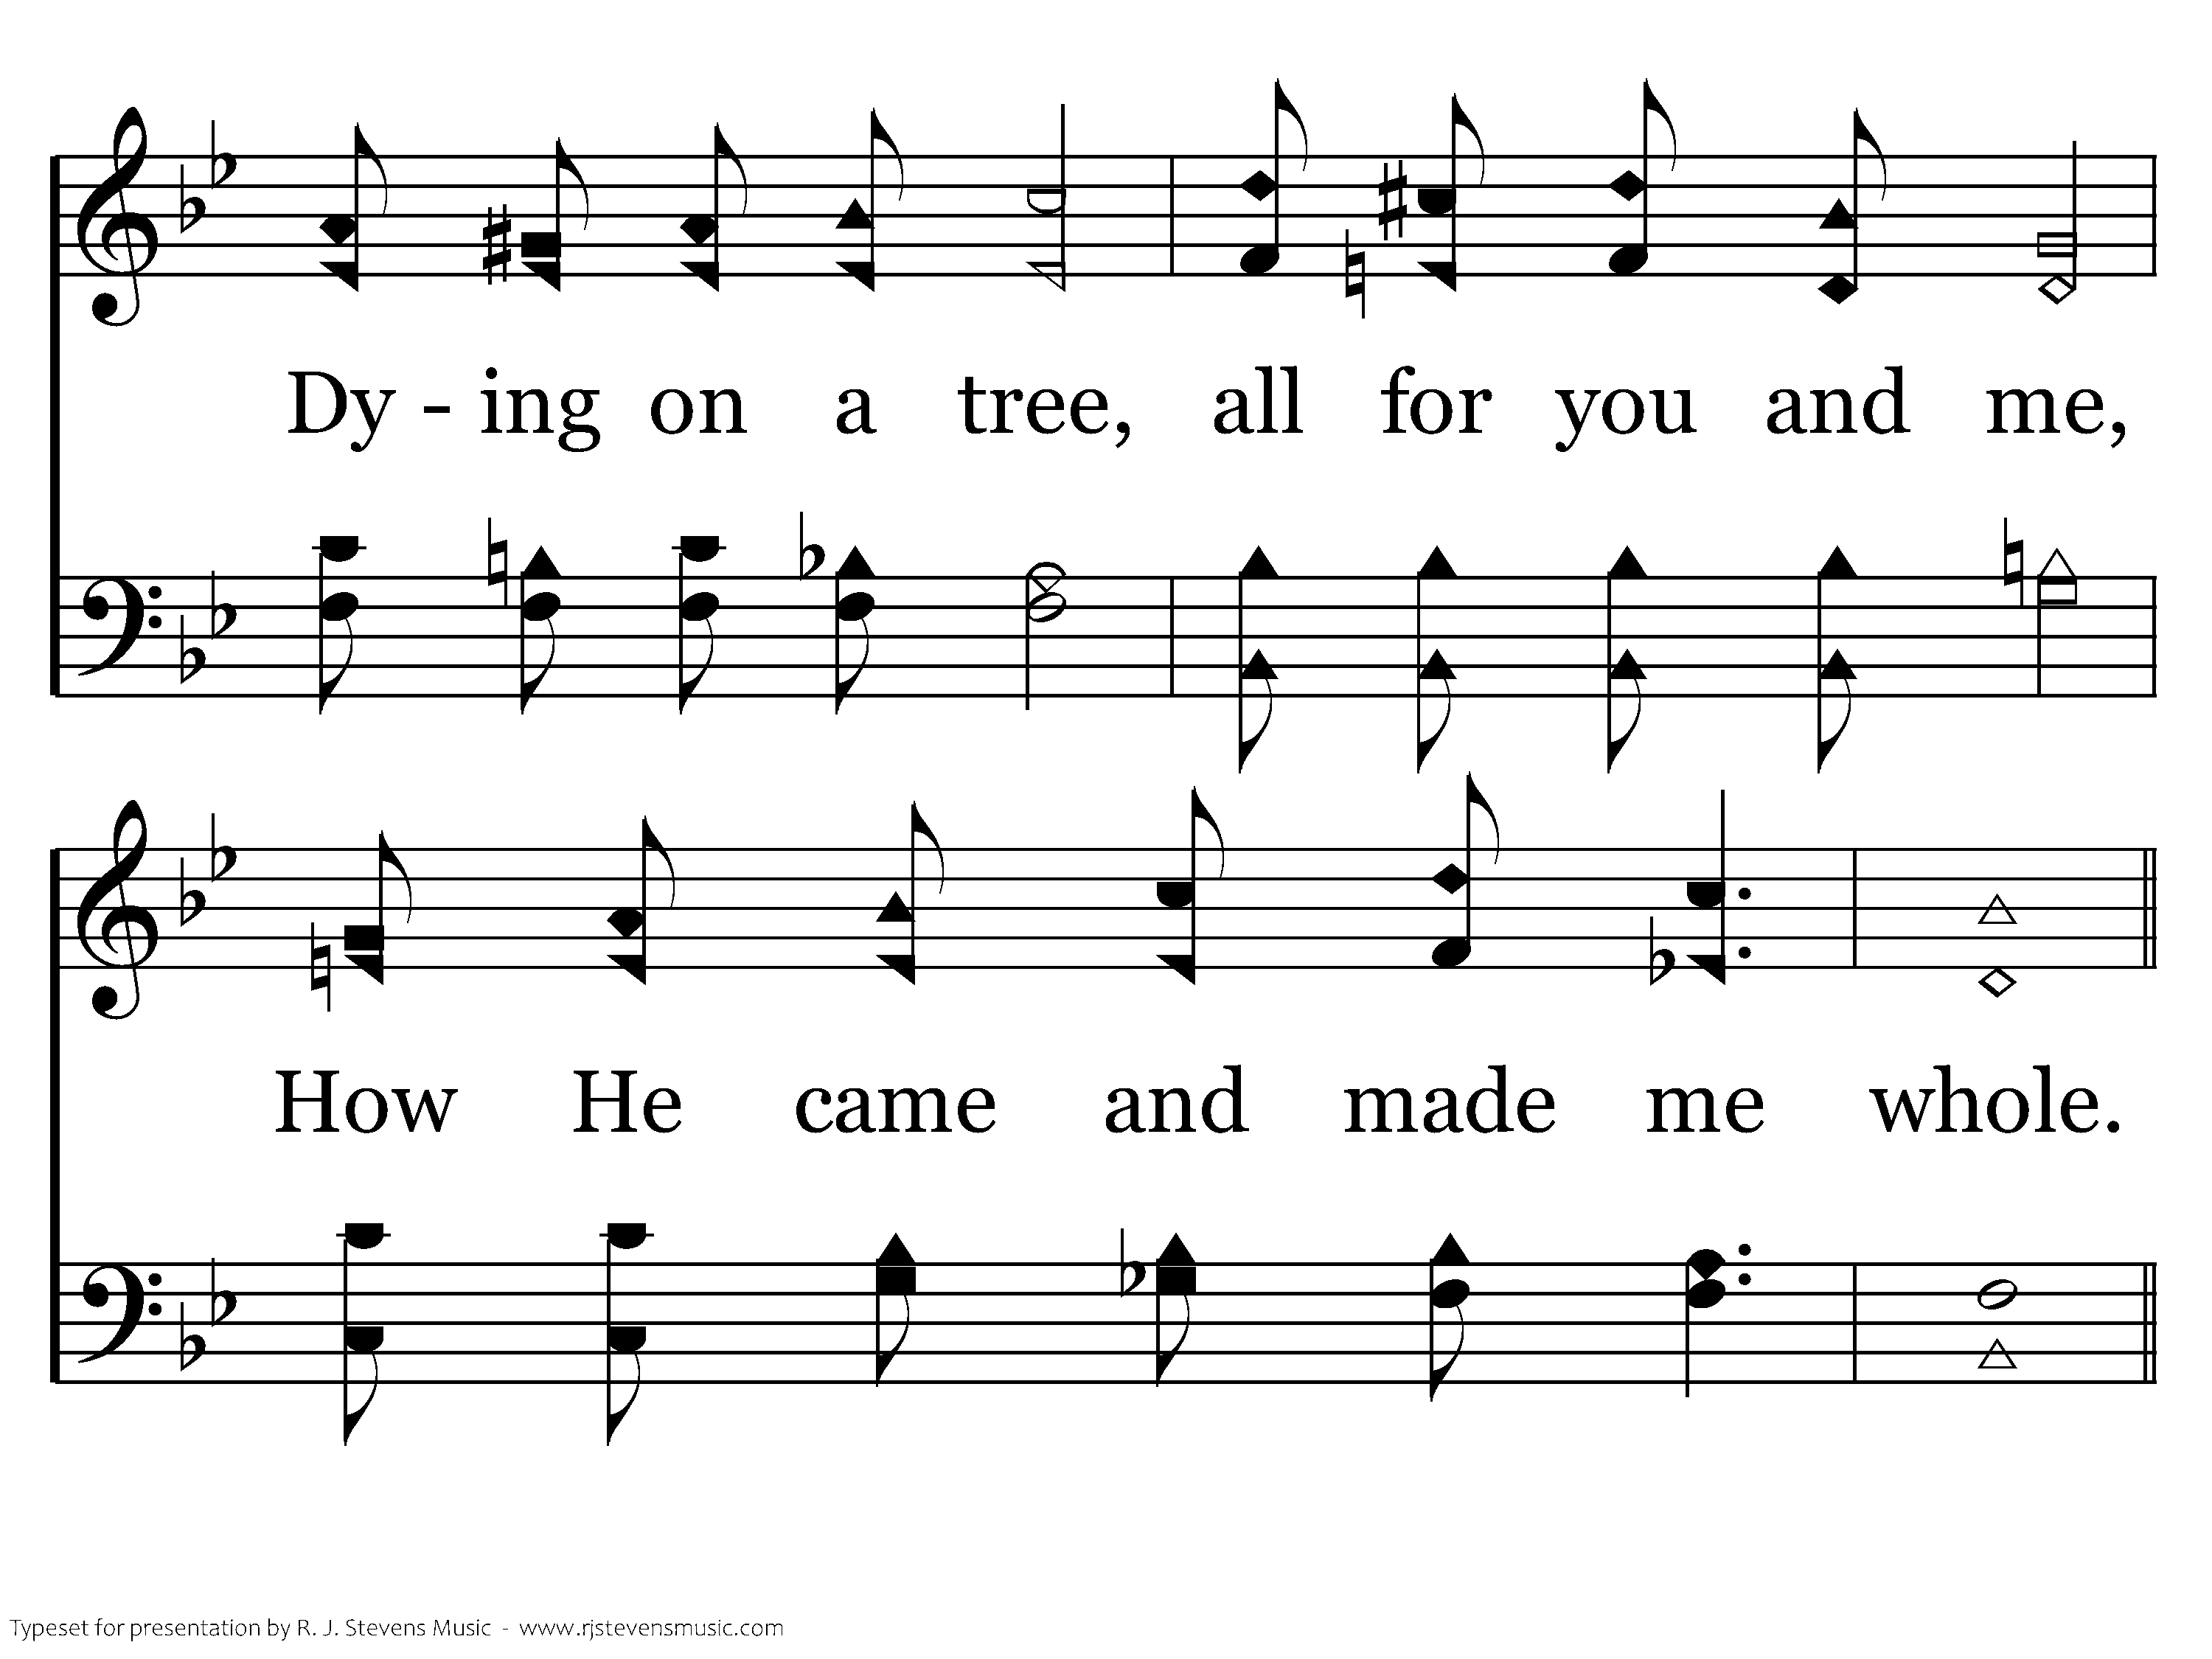 Dy - ing on a tree, all for you and me,
How He came and made me whole.
Typeset for presentation by R. J. Stevens Music - www.rjstevensmusic.com